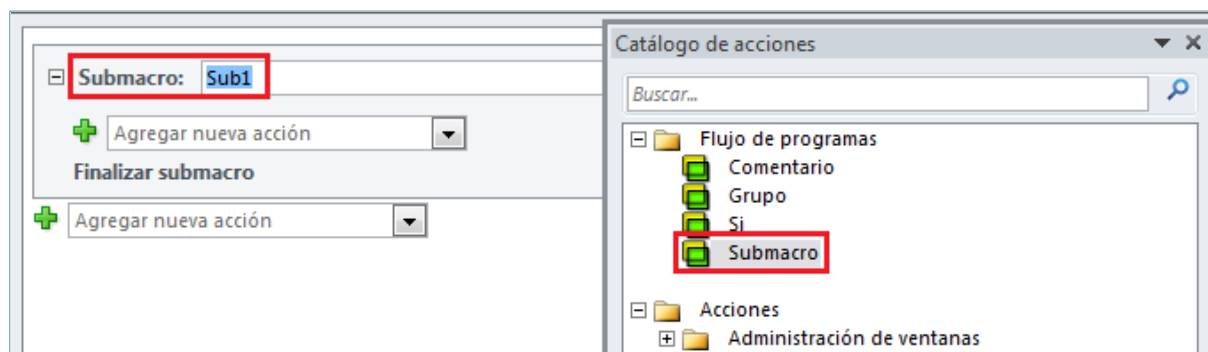 Submacro: Sub1
Agregar nueva acción
Finalizar submacro
Agregar nueva acción
Catálogo de acciones
Buscar...
Flujo de programas
Comentario
Grupo
Si
Submacro
Acciones
Administración de ventanas